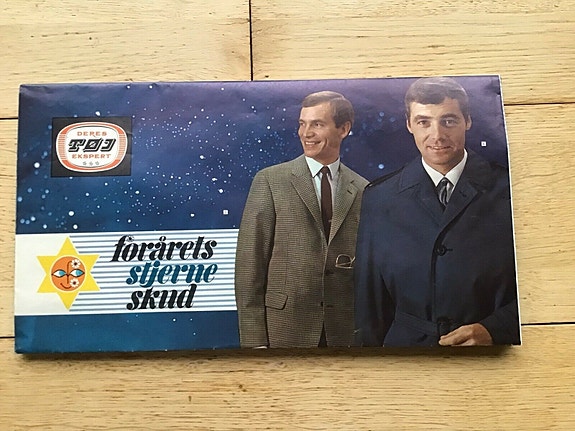 DERES
TØJ
EKSPERT
forårets
stjerne
skud